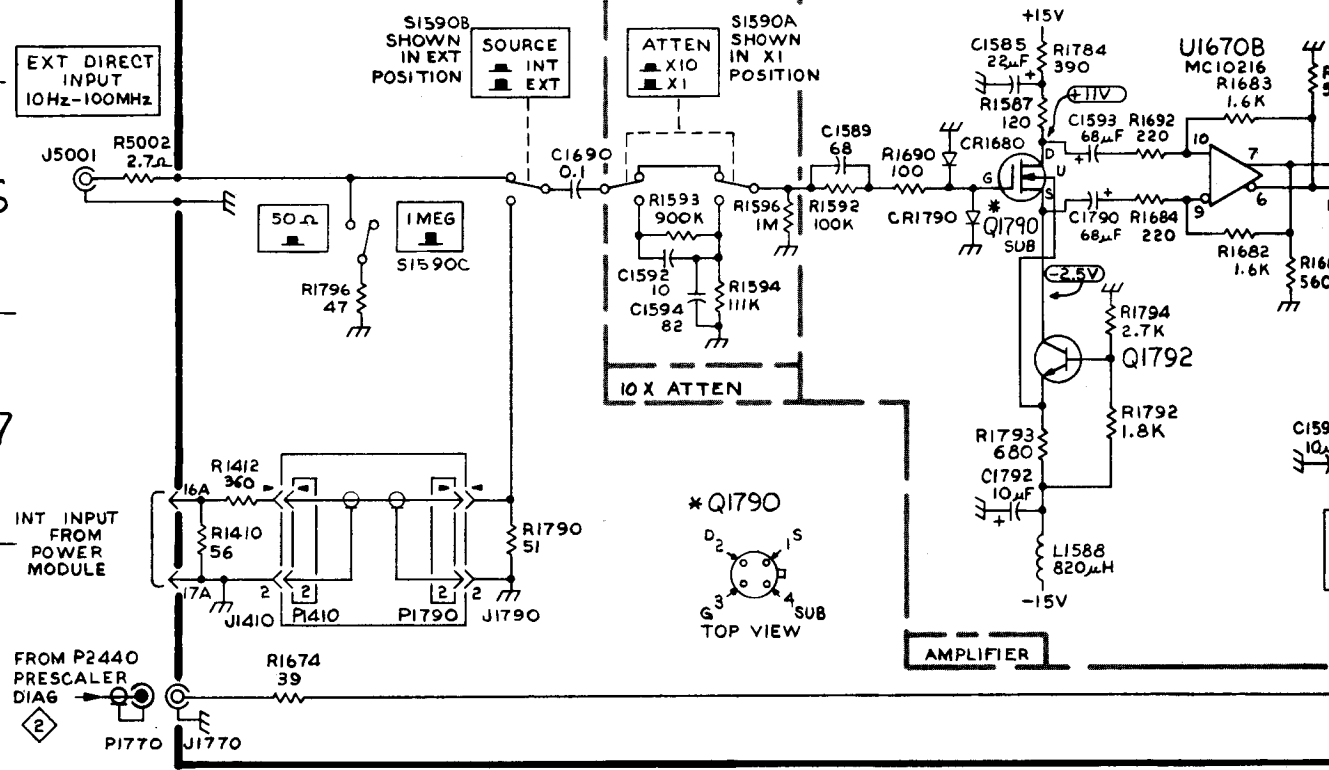 EXT DIRECT
INPUT
10Hz-100MHz
J5001
R5002
2.7Ω
50 Ω
1 MEG
S1590C
R1796
47
S1590B
SHOWN
IN EXT
POSITION
SOURCE
INT
EXT
C1690
0.1
ATTEN
X10
X1
S1590A
SHOWN
IN X1
POSITION
R1593
900K
C1592
10
C1594
82
R1594
111K
10X ATTEN
R1596
1M
C1589
68
R1592
100K
R1690
100
CR1680
CR1790
+15V
C1585
22µF
+
R1784
390
R1587
120
+11V
D
U
G
S
*
Q1790
SUB
C1593
68µF
+
R1692
220
C1790
68µF
+
R1684
220
U1670B
MC10216
R1683
1.6K
10
7
9
6
R1682
1.6K
560
-2.5V
R1794
2.7K
Q1792
R1792
1.8K
R1793
680
C1792
10µF
+
L1588
820µH
-15V
AMPLIFIER
C159
10µ
INT INPUT
FROM
POWER
MODULE
16A
17A
R1412
360
R1410
56
2
2
J1410
P1410
P1790
2
2
J1790
R1790
51
* Q1790
D
2
1
S
G
3
4
SUB
TOP VIEW
FROM P2440
PRESCALER
DIAG
2
P1770
J1770
R1674
39